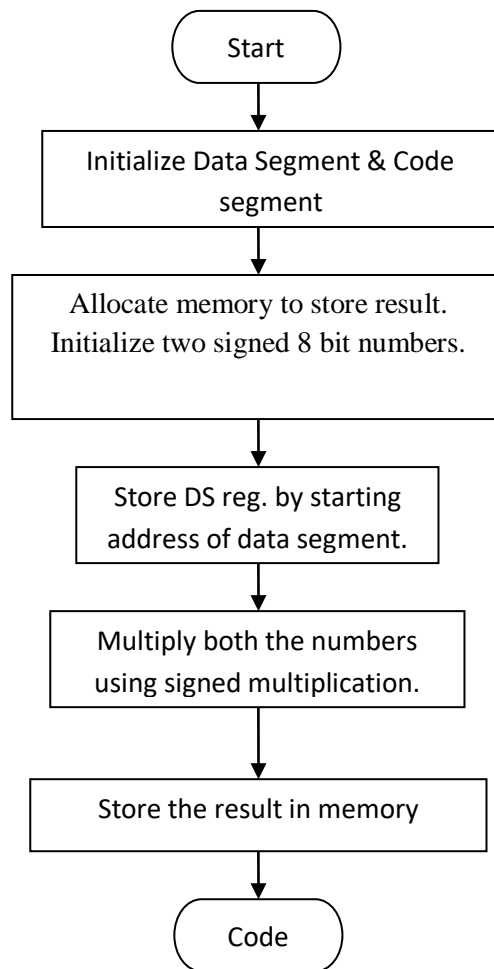 Start
Initialize Data Segment & Code
segment
Allocate memory to store result.
Initialize two signed 8 bit numbers.
Store DS reg. by starting
address of data segment.
Multiply both the numbers
using signed multiplication.
Store the result in memory
Code